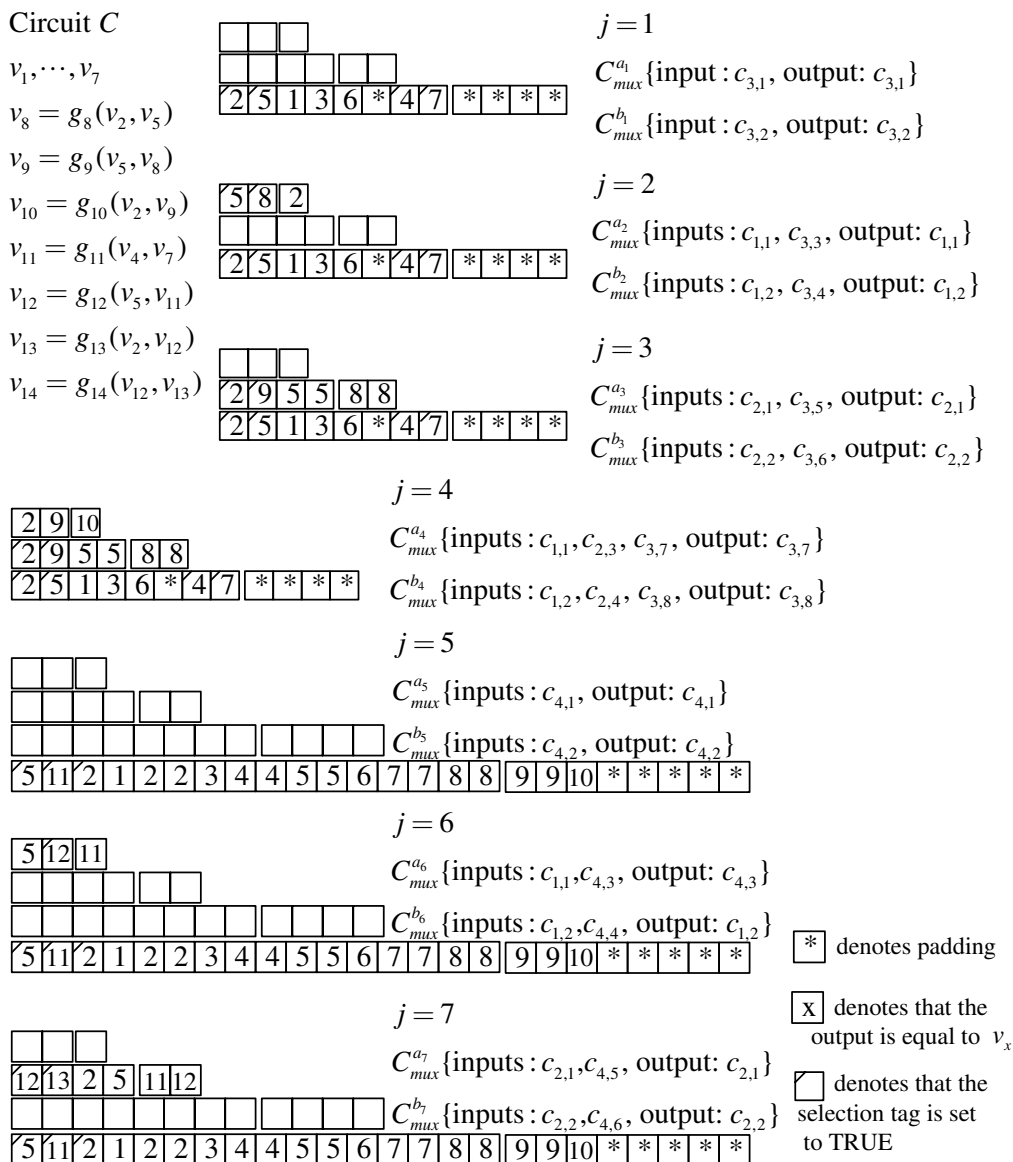 Circuit C
v_1,⋯,v_7
v_8 = g_8(v_2,v_5)
v_9 = g_9(v_5,v_8)
v_10 = g_10(v_2,v_9)
v_11 = g_11(v_4,v_7)
v_12 = g_12(v_5,v_11)
v_13 = g_13(v_2,v_12)
v_14 = g_14(v_12,v_13)
2 5 1 3 6 * 4 7 * * * *
j = 1
C_mux^{a_1}{input : c_{3,1}, output: c_{3,1}}
C_mux^{b_1}{input : c_{3,2}, output: c_{3,2}}
5 8 2
2 5 1 3 6 * 4 7 * * * *
j = 2
C_mux^{a_2}{inputs : c_{1,1}, c_{3,3}, output: c_{1,1}}
C_mux^{b_2}{inputs : c_{1,2}, c_{3,4}, output: c_{1,2}}
2 9 5 5 8 8
2 5 1 3 6 * 4 7 * * * *
j = 3
C_mux^{a_3}{inputs : c_{2,1}, c_{3,5}, output: c_{2,1}}
C_mux^{b_3}{inputs : c_{2,2}, c_{3,6}, output: c_{2,2}}
j = 4
2 9 10
2 9 5 5 8 8
2 5 1 3 6 * 4 7 * * * *
C_mux^{a_4}{inputs : c_{1,1},c_{2,3}, c_{3,7}, output: c_{3,7}}
C_mux^{b_4}{inputs : c_{1,2},c_{2,4}, c_{3,8}, output: c_{3,8}}
j = 5
C_mux^{a_5}{inputs : c_{4,1}, output: c_{4,1}}
C_mux^{b_5}{inputs : c_{4,2}, output: c_{4,2}}
5 11 2 1 2 2 3 4 4 5 5 6 7 7 8 8 9 9 10 * * * * *
j = 6
5 12 11
C_mux^{a_6}{inputs : c_{1,1},c_{4,3}, output: c_{4,3}}
C_mux^{b_6}{inputs : c_{1,2},c_{4,4}, output: c_{1,2}}
5 11 2 1 2 2 3 4 4 5 5 6 7 7 8 8 9 9 10 * * * * *
j = 7
12 13 2 5 11 12
C_mux^{a_7}{inputs : c_{2,1},c_{4,5}, output: c_{2,1}}
C_mux^{b_7}{inputs : c_{2,2},c_{4,6}, output: c_{2,2}}
5 11 2 1 2 2 3 4 4 5 5 6 7 7 8 8 9 9 10 * * * * *
* denotes padding
x denotes that the
output is equal to v_x
denotes that the
selection tag is set
to TRUE